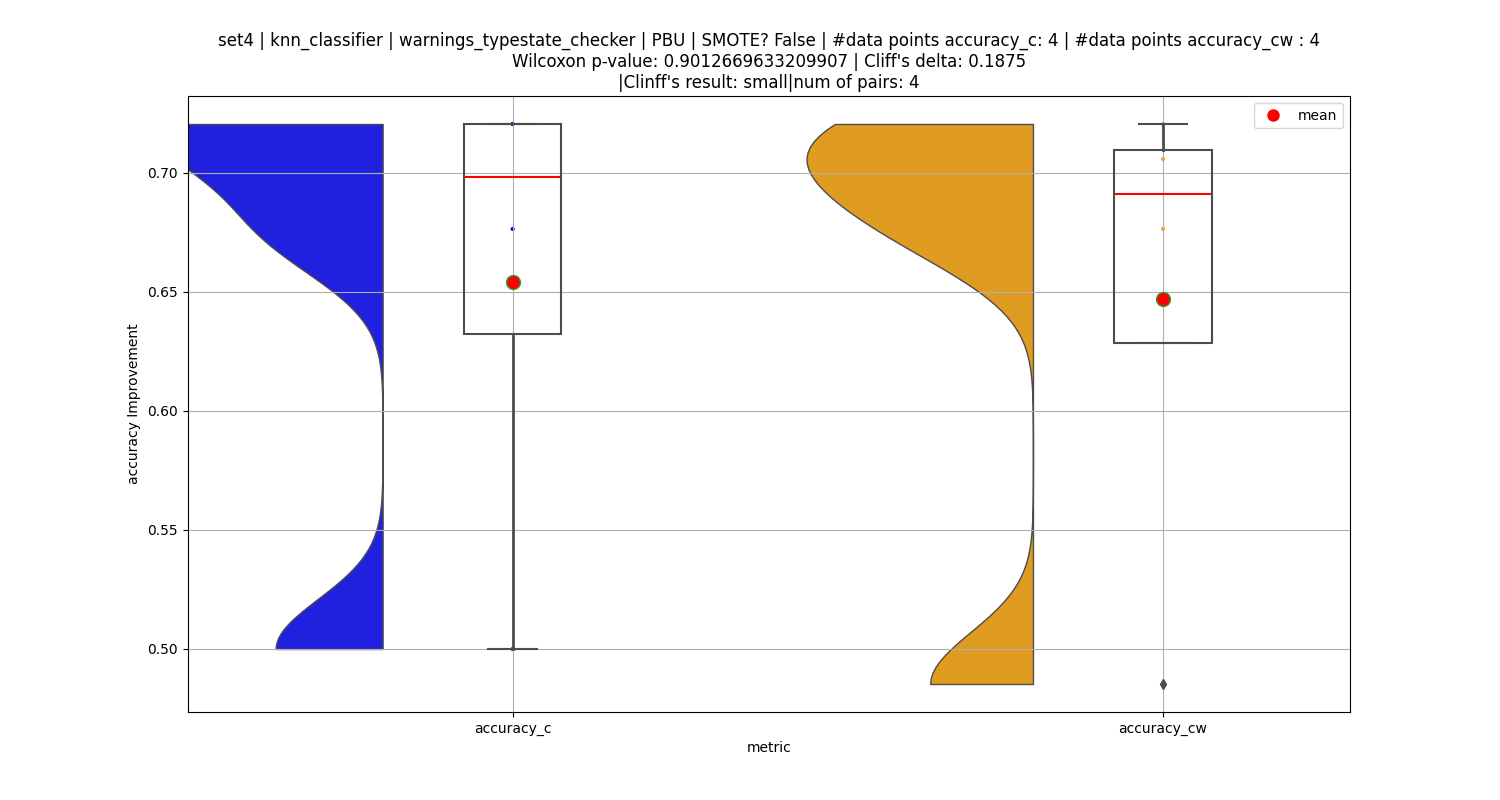 set4 | knn_classifier | warnings_typestate_checker | PBU | SMOTE? False | #data points accuracy_c: 4 | #data points accuracy_cw : 4
Wilcoxon p-value: 0.9012669633209907 | Cliff's delta: 0.1875
|Clinff's result: small|num of pairs: 4
mean
0.70
0.65
0.60
0.55
0.50
accuracy Improvement
accuracy_c
accuracy_cw
metric